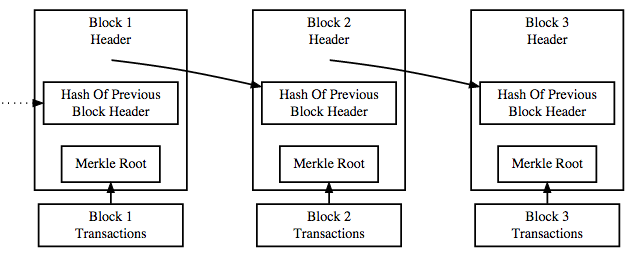 Block 1
Header
Hash Of Previous
Block Header
Merkle Root
Block 1
Transactions
Block 2
Header
Hash Of Previous
Block Header
Merkle Root
Block 2
Transactions
Block 3
Header
Hash Of Previous
Block Header
Merkle Root
Block 3
Transactions